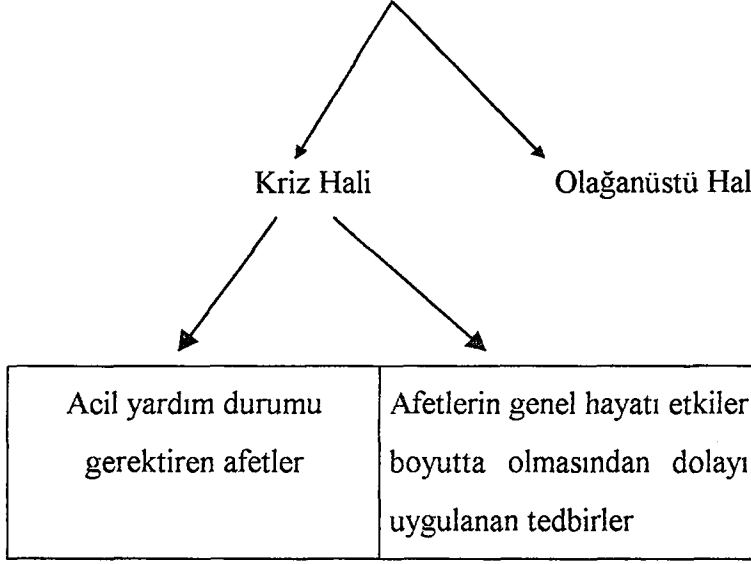 Kriz Hali
Olağanüstü Hal
Acil yardım durumu
gerektiren afetler
Afetlerin genel hayatı etkiler
boyutta olmasından dolayı
uygulanan tedbirler